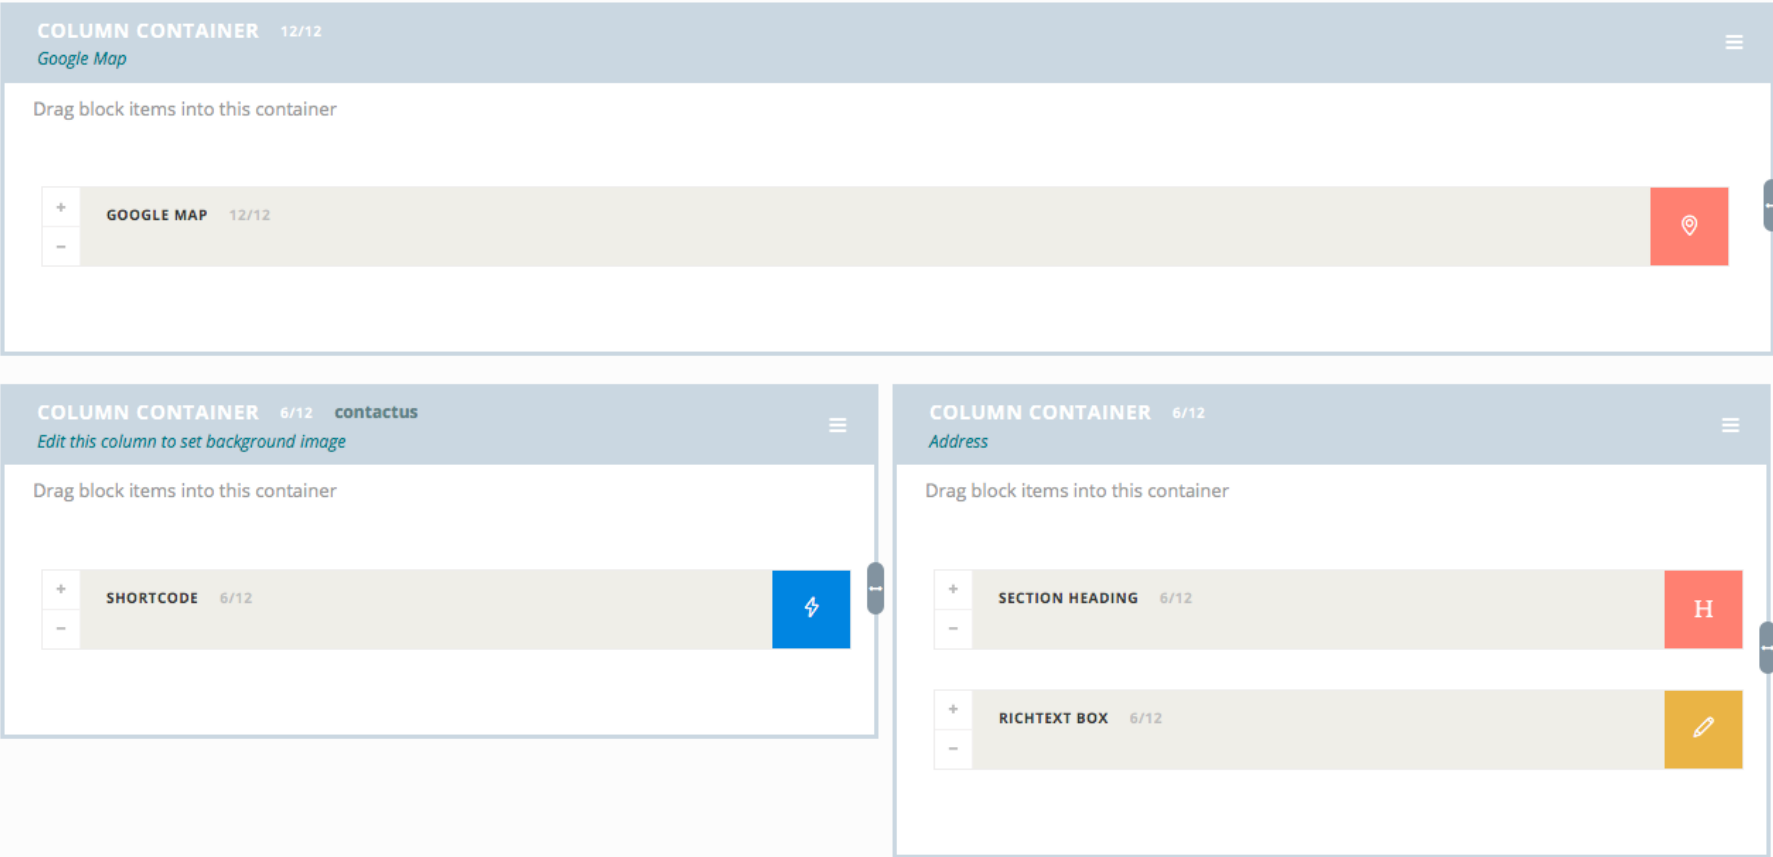 COLUMN CONTAINER 12/12
Google Map
Drag block items into this container
GOOGLE MAP 12/12
COLUMN CONTAINER 6/12 contactus
Edit this column to set background image
Drag block items into this container
SHORTCODE 6/12
COLUMN CONTAINER 6/12
Address
Drag block items into this container
SECTION HEADING 6/12
H
RICHTEXT BOX 6/12